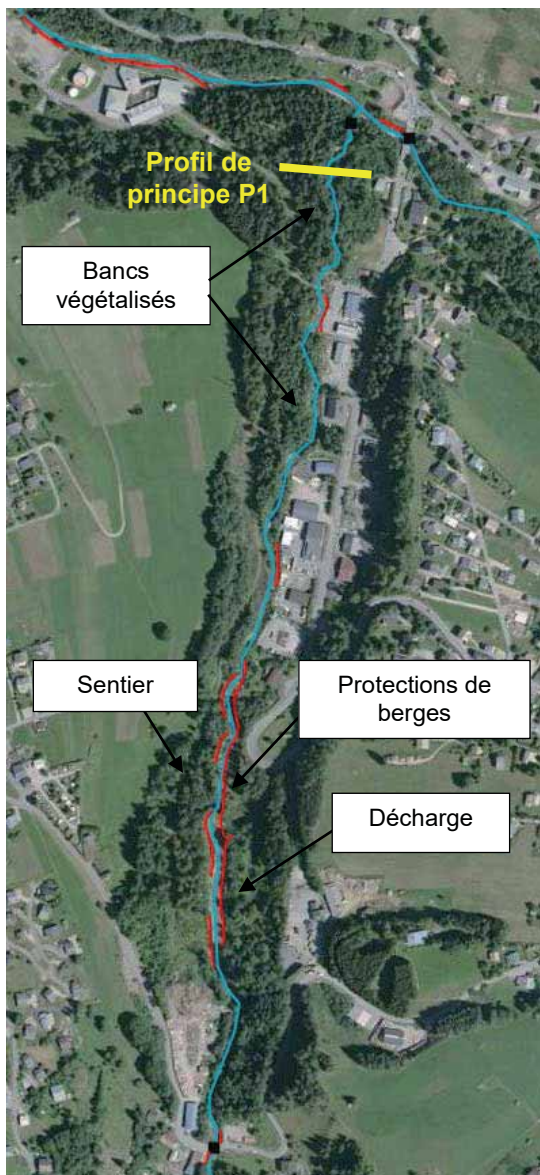 Profil de
principe P1
Bancs
végétalisés
Sentier
Protections de
berges
Décharge